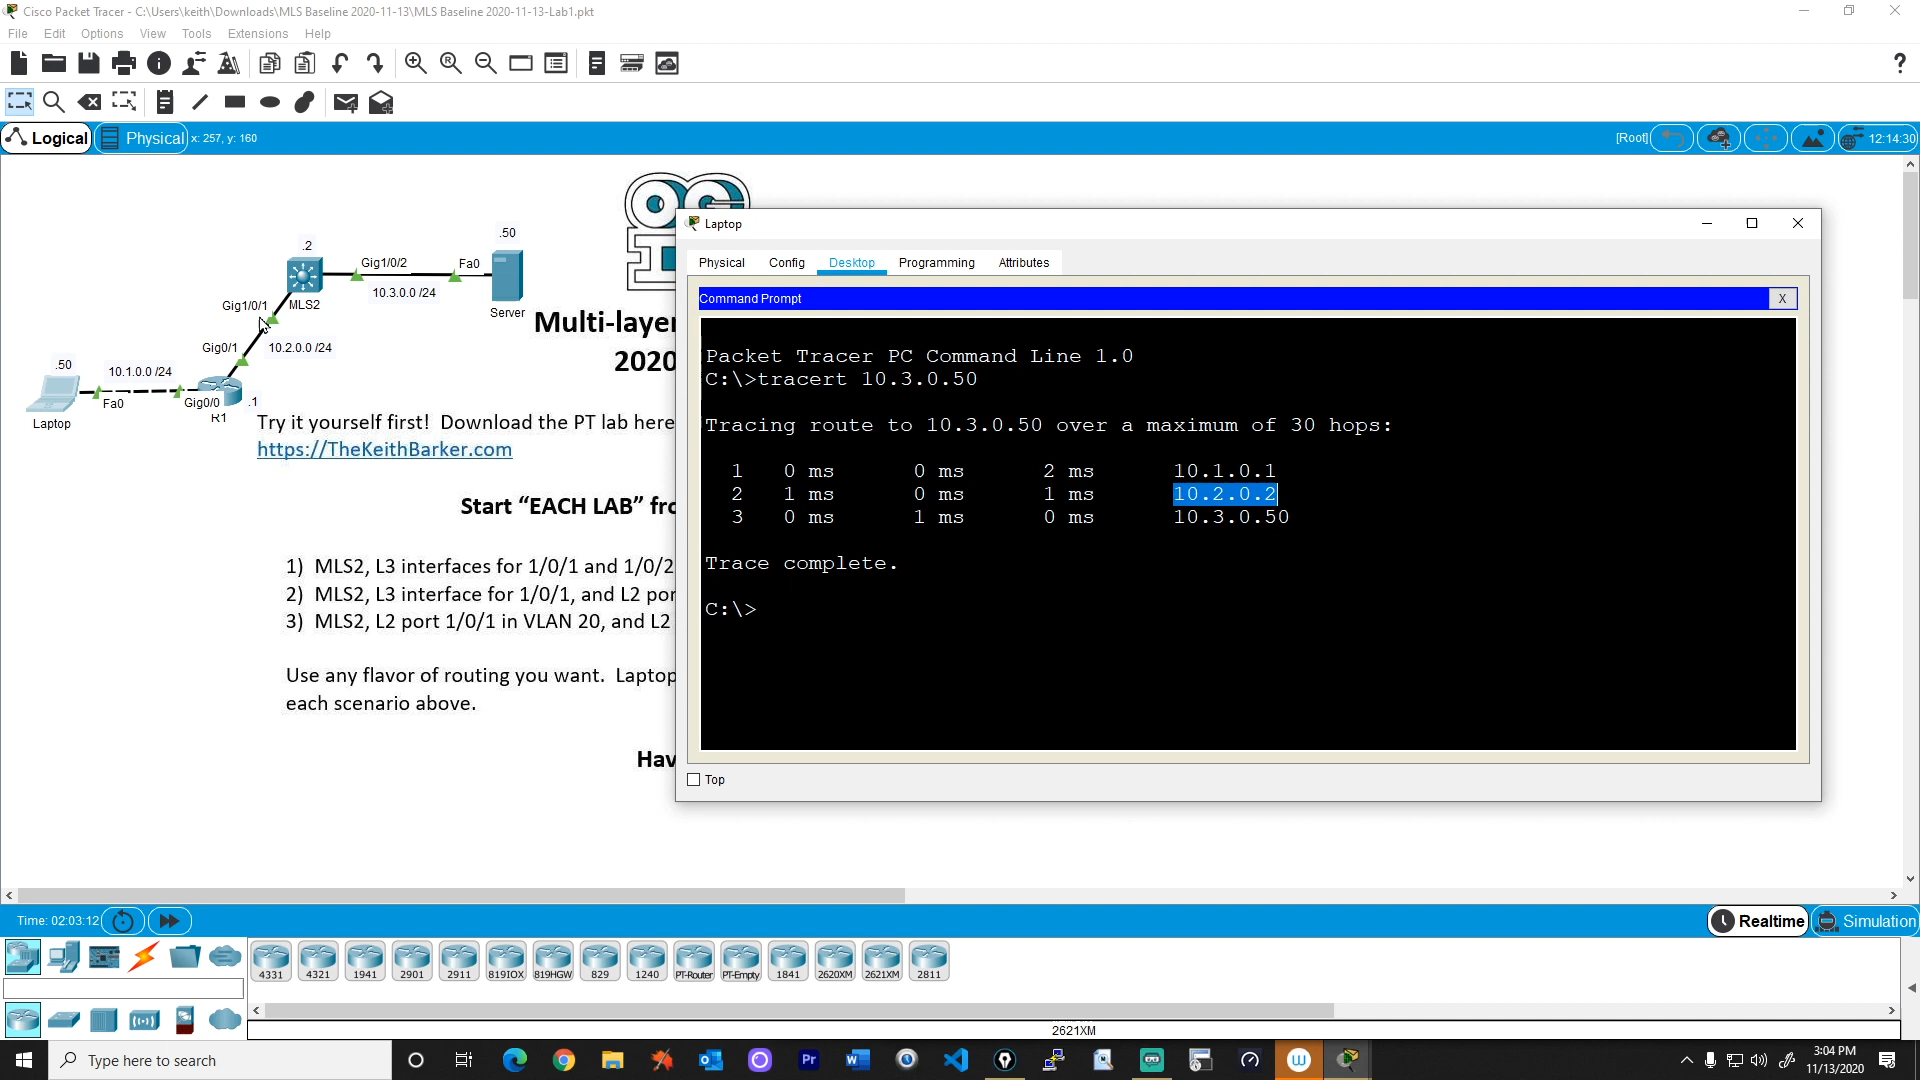 Cisco Packet Tracer - C:\Users\keith\Downloads\MLS Baseline 2020-11-13\MLS Baseline 2020-11-13-Lab1.pkt
File Edit Options View Tools Extensions Help
Logical Physical x: 257, y: 160 [Root] 12:14:30
.50
.2
Gig1/0/2 Fa0
10.3.0.0 /24
Gig1/0/1 MLS2
Server
Gig0/1 10.2.0.0 /24
.50 10.1.0.0 /24
Fa0 Gig0/0 .1
Laptop R1
Multi-layer
2020
Try it yourself first! Download the PT lab here
https://TheKeithBarker.com
Start “EACH LAB” fro
1) MLS2, L3 interfaces for 1/0/1 and 1/0/2
2) MLS2, L3 interface for 1/0/1, and L2 por
3) MLS2, L2 port 1/0/1 in VLAN 20, and L2
Use any flavor of routing you want. Laptop
each scenario above.
Hav
Laptop
Physical Config Desktop Programming Attributes
Command Prompt X
Packet Tracer PC Command Line 1.0
C:\>tracert 10.3.0.50
Tracing route to 10.3.0.50 over a maximum of 30 hops:
1 0 ms 0 ms 2 ms 10.1.0.1
2 1 ms 0 ms 1 ms 10.2.0.2
3 0 ms 1 ms 0 ms 10.3.0.50
Trace complete.
C:\>
Top
Time: 02:03:12 Realtime Simulation
4331 4321 1941 2901 2911 819IOX 819HGW 829 1240 PT-Router PT-Empty 1841 2620XM 2621XM 2811
2621XM
Type here to search
3:04 PM
11/13/2020